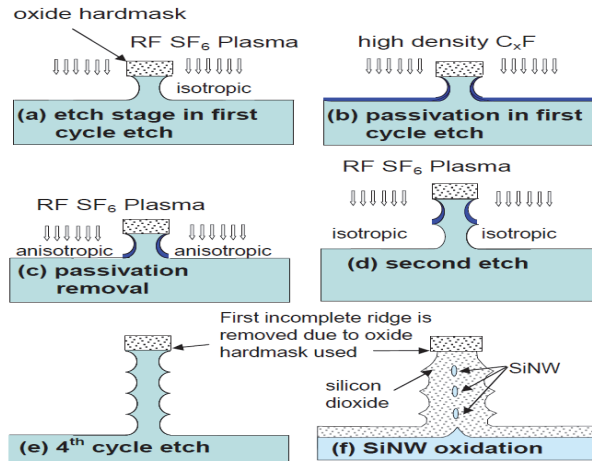 oxide hardmask
RF SF6 Plasma
isotropic
(a) etch stage in first
cycle etch
high density CxF
(b) passivation in first
cycle etch
RF SF6 Plasma
anisotropic
anisotropic
(c) passivation
removal
RF SF6 Plasma
isotropic
isotropic
(d) second etch
First incomplete ridge is
removed due to oxide
hardmask used
(e) 4th cycle etch
silicon
dioxide
SiNW
(f) SiNW oxidation